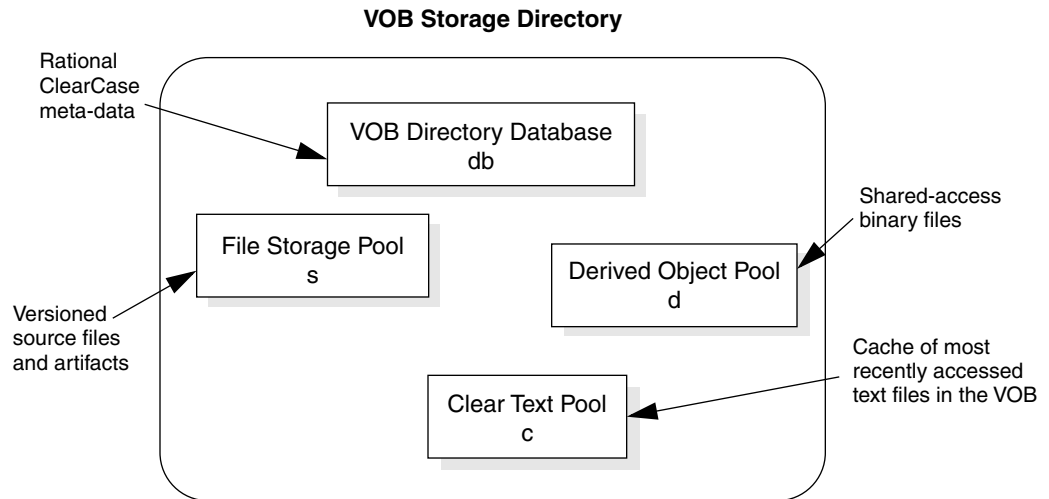 VOB Storage Directory
Rational
ClearCase
meta-data
VOB Directory Database
db
File Storage Pool
s
Shared-access
binary files
Derived Object Pool
d
Versioned
source files
and artifacts
Cache of most
recently accessed
text files in the VOB
Clear Text Pool
c